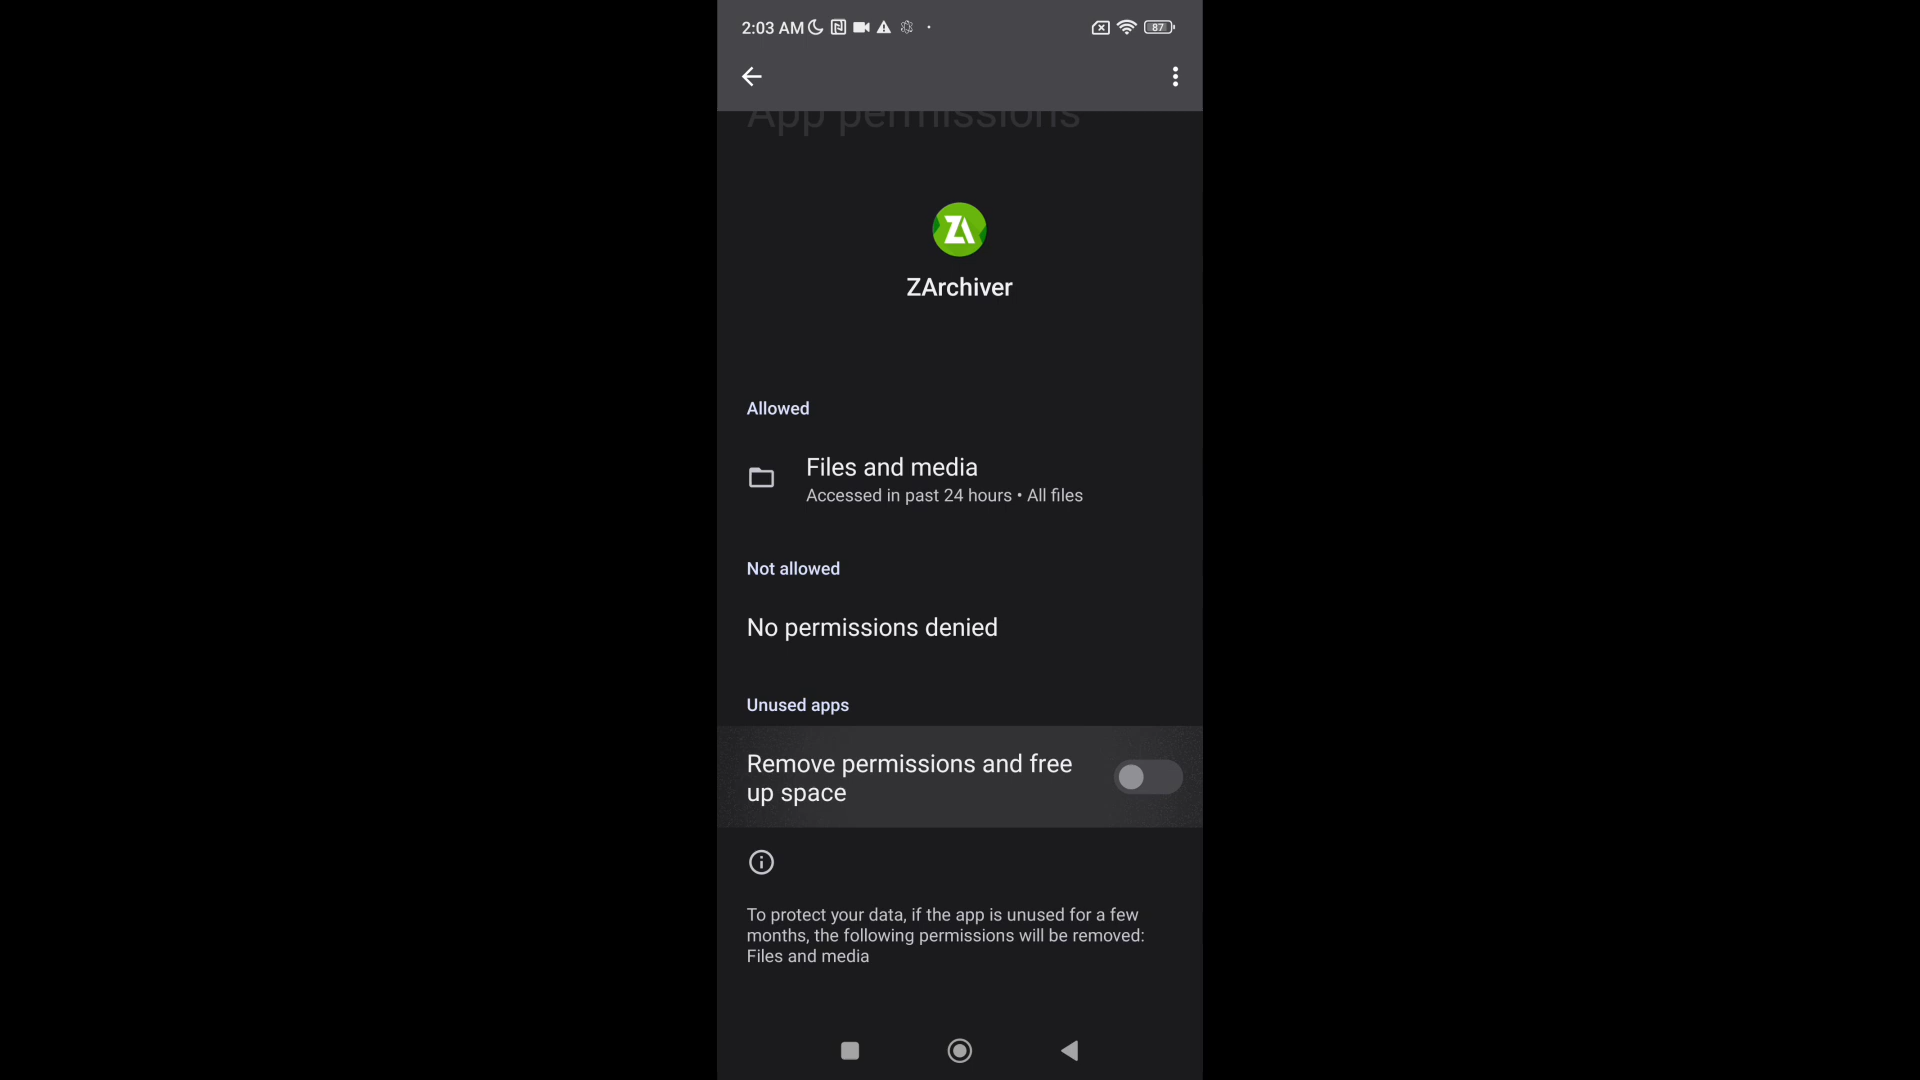 2:03 AM
87
App permissions
ZA
ZArchiver
Allowed
Files and media
Accessed in past 24 hours • All files
Not allowed
No permissions denied
Unused apps
Remove permissions and free
up space
To protect your data, if the app is unused for a few
months, the following permissions will be removed:
Files and media